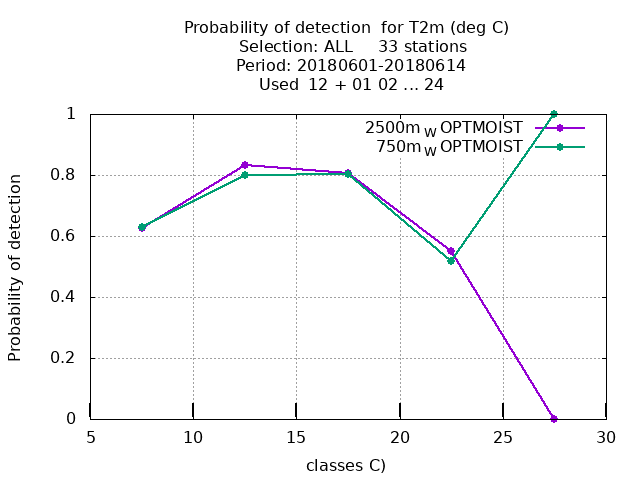 Probability of detection  for T2m (deg C)
Selection: ALL     33 stations
Period: 20180601-20180614
Used  12 + 01 02 ... 24
1
0.8
0.6
0.4
0.2
0
Probability of detection
2500m W OPTMOIST
750m W OPTMOIST
5 10 15 20 25 30
classes C)